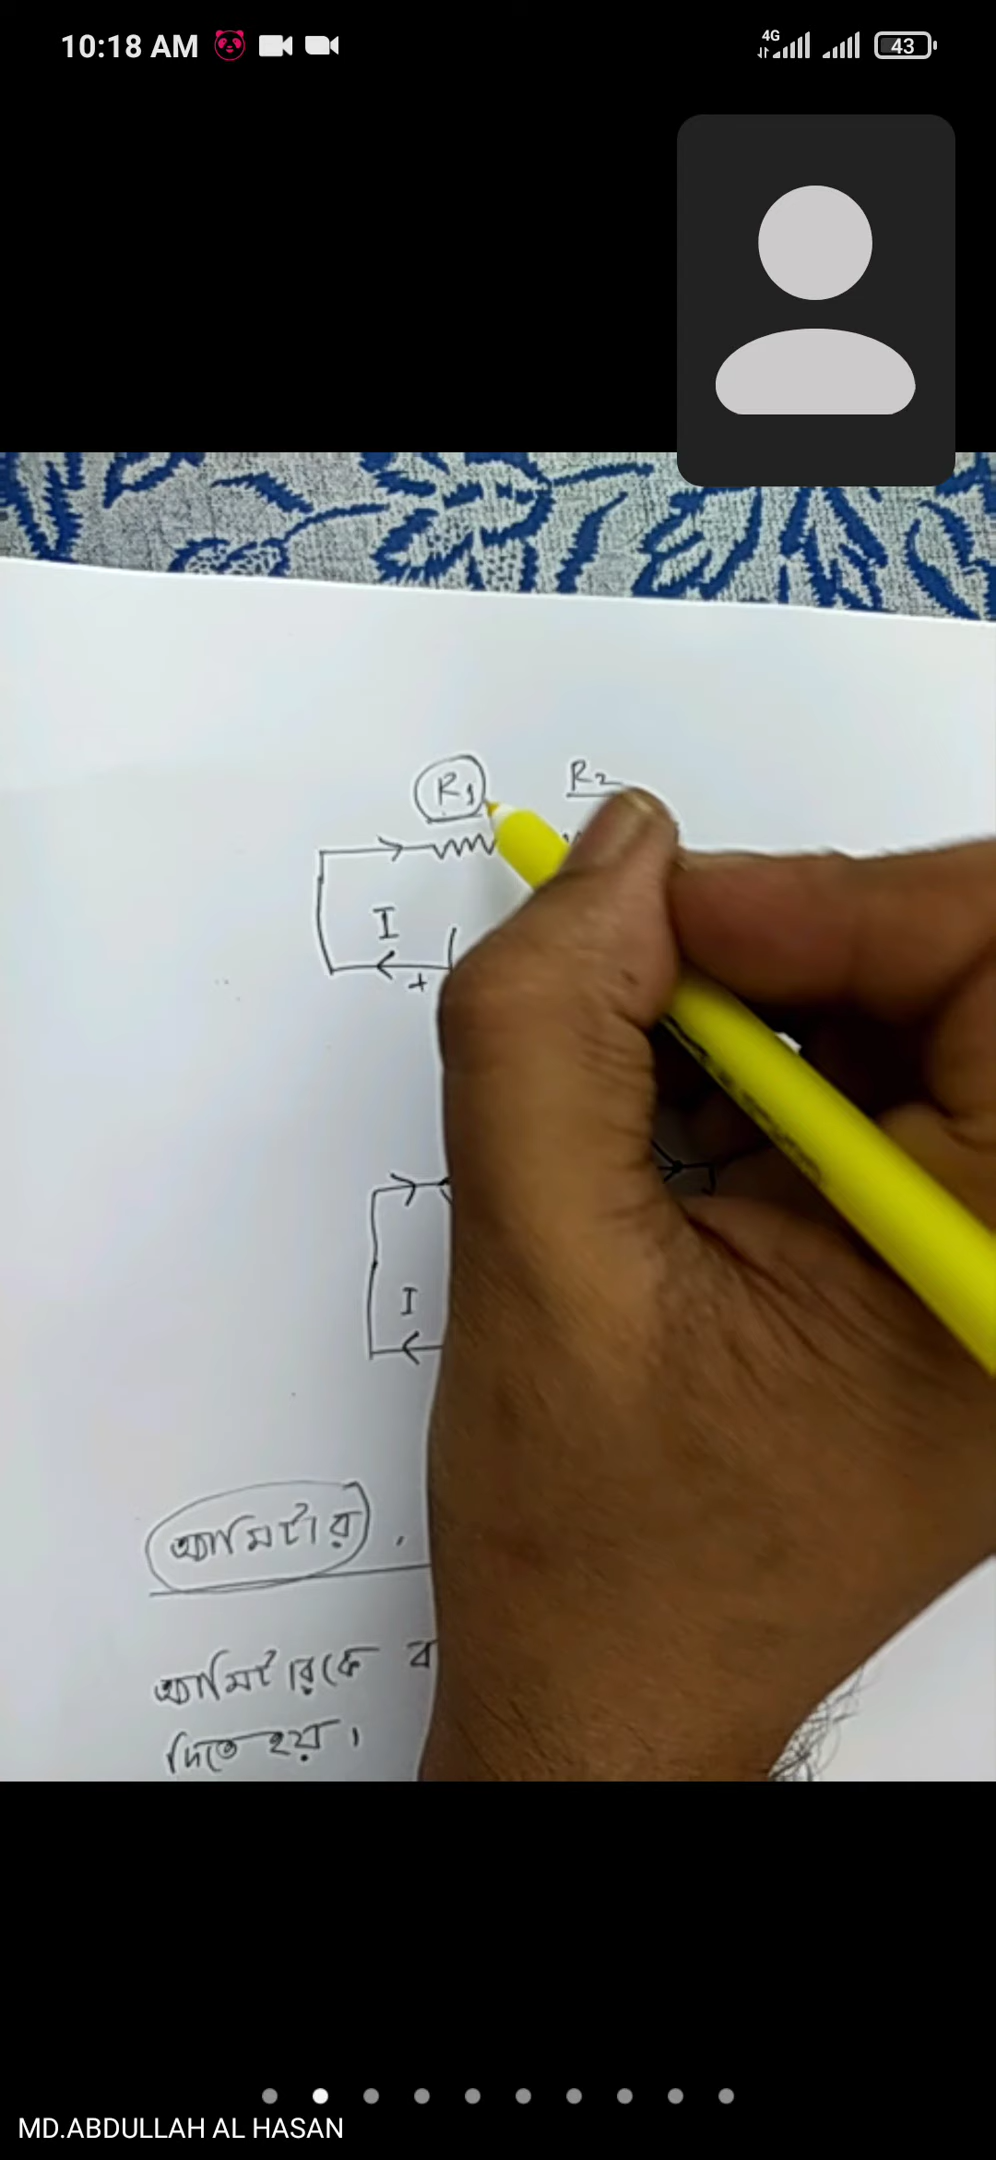 10:18 AM
4G
43
R1
R2
I
+
I
অ্যামিটার,
অ্যামিটারকে
দিতে হয়।
MD.ABDULLAH AL HASAN